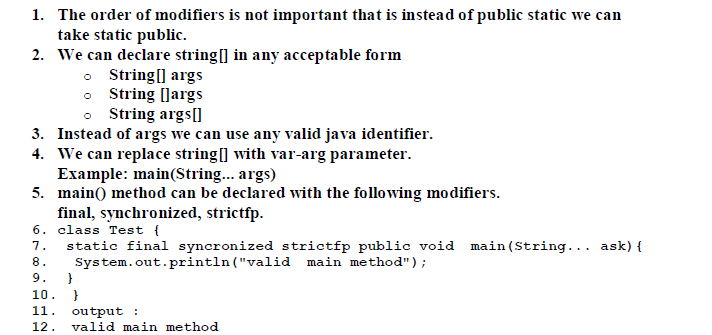 1. The order of modifiers is not important that is instead of public static we can
take static public.
2. We can declare string[] in any acceptable form
o String[] args
o String []args
o String args[]
3. Instead of args we can use any valid java identifier.
4. We can replace string[] with var-arg parameter.
Example: main(String... args)
5. main() method can be declared with the following modifiers.
final, synchronized, strictfp.
6. class Test {
7. static final syncronized strictfp public void main(String... ask){
8. System.out.println("valid main method");
9. }
10. }
11. output :
12. valid main method